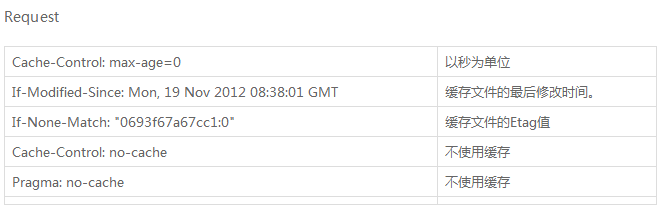 Request
Cache-Control: max-age=0 以秒为单位
If-Modified-Since: Mon, 19 Nov 2012 08:38:01 GMT 缓存文件的最后修改时间。
If-None-Match: "0693f67a67cc1:0" 缓存文件的Etag值
Cache-Control: no-cache 不使用缓存
Pragma: no-cache 不使用缓存